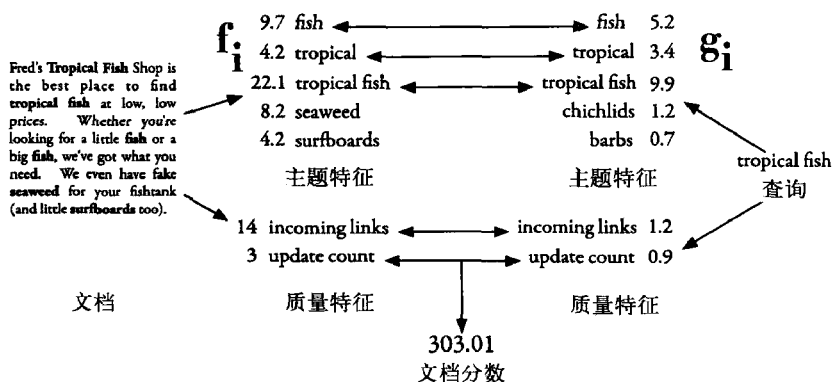 Fred's Tropical Fish Shop is
the best place to find
tropical fish at low, low
prices. Whether you're
looking for a little fish or a
big fish, we've got what you
need. We even have fake
seaweed for your fishtank
(and little surfboards too).
文档
fi
9.7 fish
4.2 tropical
22.1 tropical fish
8.2 seaweed
4.2 surfboards
主题特征
14 incoming links
3 update count
质量特征
gi
fish 5.2
tropical 3.4
tropical fish 9.9
chichlids 1.2
barbs 0.7
主题特征
incoming links 1.2
update count 0.9
质量特征
tropical fish
查询
303.01
文档分数